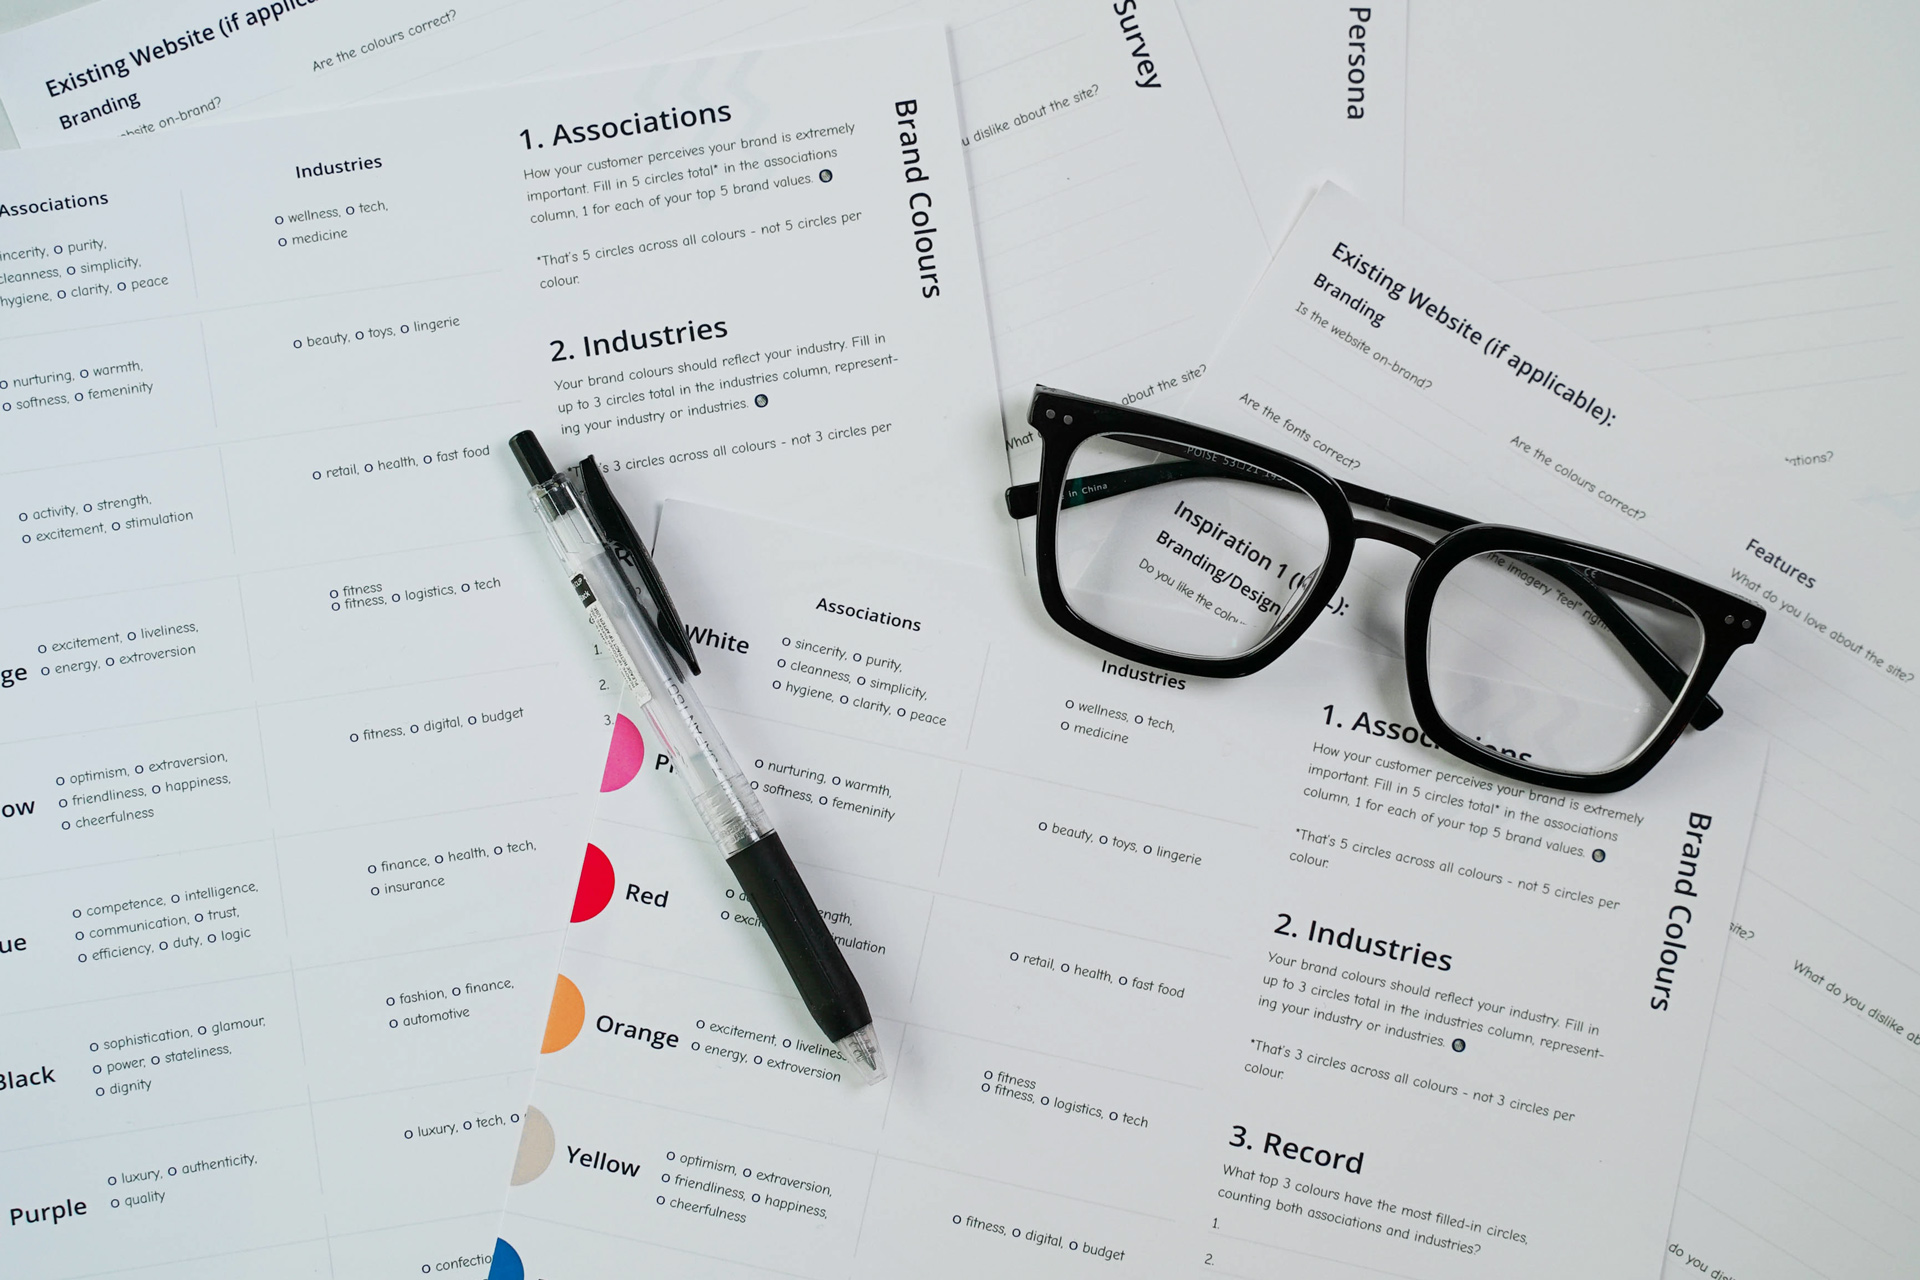 Existing Website (if applic
Branding
bsite on-brand?
Are the colours correct?
Associations
Industries
incerity, o purity,
cleanness, o simplicity,
hygiene, o clarity, o peace
o wellness, o tech,
o medicine
o nurturing, o warmth,
o softness, o femeninity
o beauty, o toys, o lingerie
o activity, o strength,
o excitement, o stimulation
o retail, o health, o fast food
ge
o excitement, o liveliness,
o energy, o extroversion
o fitness
o fitness, o logistics, o tech
ow
o optimism, o extraversion,
o friendliness, o happiness,
o cheerfulness
o fitness, o digital, o budget
ue
o competence, o intelligence,
o communication, o trust,
o efficiency, o duty, o logic
o finance, o health, o tech,
o insurance
Black
o sophistication, o glamour,
o power, o stateliness,
o dignity
o fashion, o finance,
o automotive
Purple
o luxury, o authenticity,
o quality
o luxury, o tech, o
o confectio
1. Associations
How your customer perceives your brand is extremely
important. Fill in 5 circles total* in the associations
column, 1 for each of your top 5 brand values.
*That's 5 circles across all colours - not 5 circles per
colour.
2. Industries
Your brand colours should reflect your industry. Fill in
up to 3 circles total in the industries column, represent-
ing your industry or industries.
s 3 circles across all colours - not 3 circles per
1.
2.
3.
Brand Colours
Survey
u dislike about the site?
about the site?
What
Persona
Existing Website (if applicable):
Branding
Is the website on-brand?
Are the fonts correct?
Are the colours correct?
ations?
the imagery "feel" righ
Features
What do you love about the site?
site?
What do you dislike ab
do you dis
POISE 53□21
in China
CE
Inspiration 1 (
L):
Branding/Design
Do you like the colou
Associations
Industries
White
o sincerity, o purity,
o cleanness, o simplicity,
o hygiene, o clarity, o peace
o wellness, o tech,
o medicine
Pi
o nurturing, o warmth,
o softness, o femeninity
o beauty, o toys, o lingerie
Red
o ac
ength,
o excit
imulation
o retail, o health, o fast food
Orange
o excitement, o liveliness,
o energy, o extroversion
o fitness
o fitness, o logistics, o tech
Yellow
o optimism, o extraversion,
o friendliness, o happiness,
o cheerfulness
o fitness, o digital, o budget
1. Associations
How your customer perceives your brand is extremely
important. Fill in 5 circles total* in the associations
column, 1 for each of your top 5 brand values.
*That's 5 circles across all colours - not 5 circles per
colour.
2. Industries
Your brand colours should reflect your industry. Fill in
up to 3 circles total in the industries column, represent-
ing your industry or industries.
*That's 3 circles across all colours - not 3 circles per
colour.
3. Record
What top 3 colours have the most filled-in circles,
counting both associations and industries?
1.
2.
Brand Colours